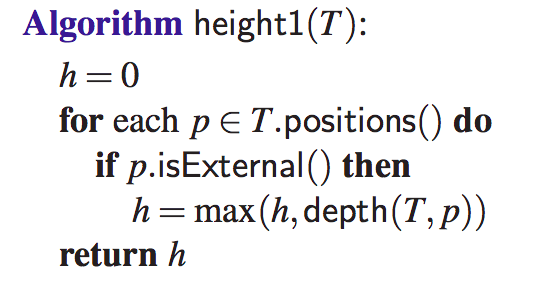 Algorithm height1(T):
h = 0
for each p ∈ T.positions() do
if p.isExternal() then
h = max(h, depth(T, p))
return h